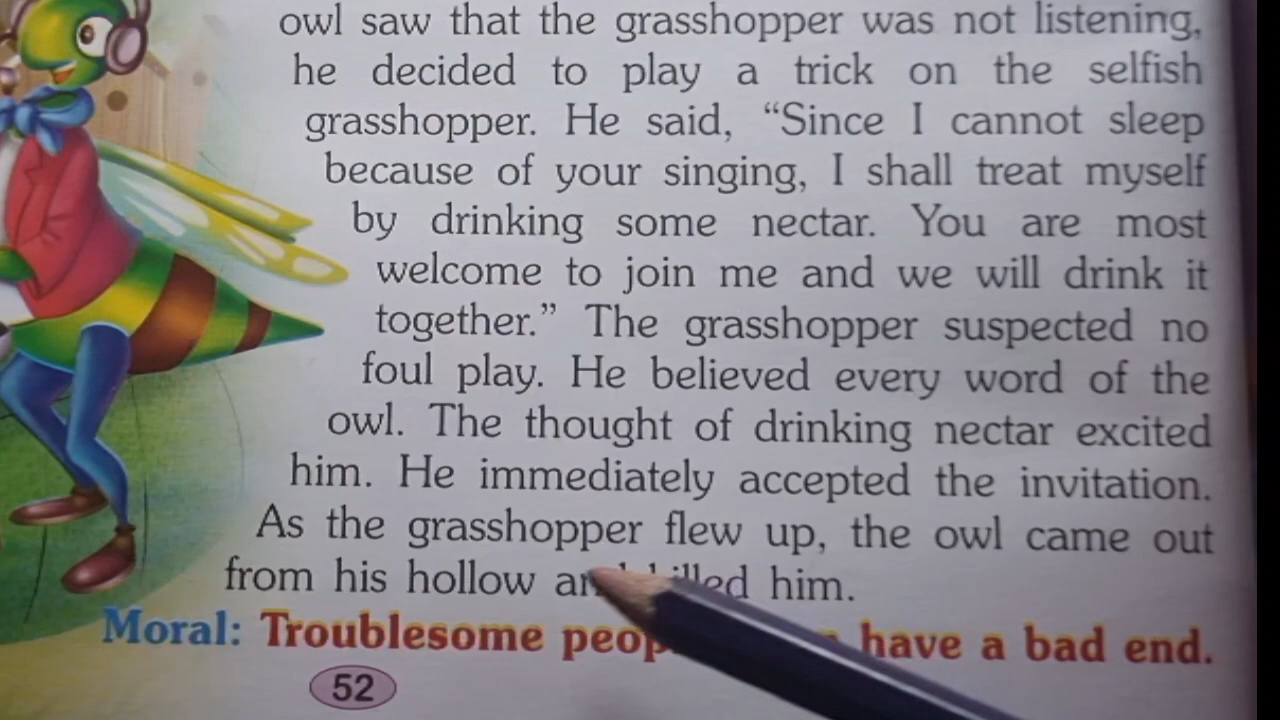 owl saw that the grasshopper was not listening,
he decided to play a trick on the selfish
grasshopper. He said, “Since I cannot sleep
because of your singing, I shall treat myself
by drinking some nectar. You are most
welcome to join me and we will drink it
together.” The grasshopper suspected no
foul play. He believed every word of the
owl. The thought of drinking nectar excited
him. He immediately accepted the invitation.
As the grasshopper flew up, the owl came out
from his hollow and killed him.
Moral: Troublesome have a bad end.
52